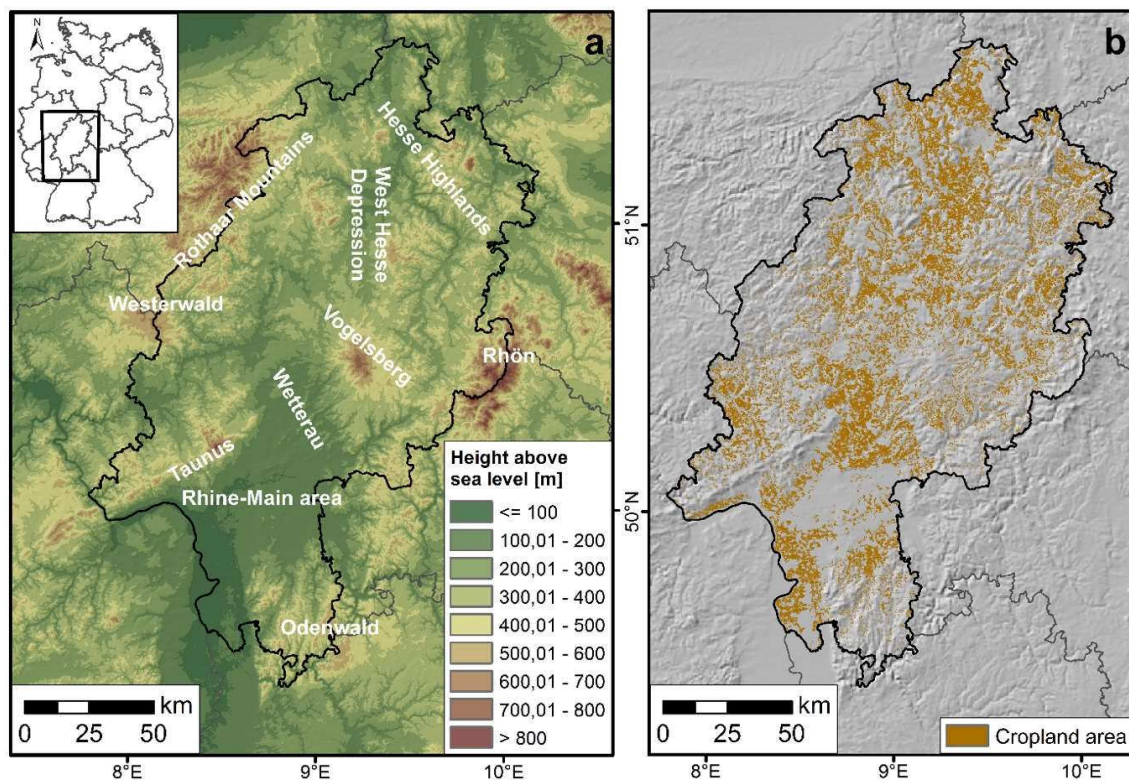 N
a
Rothaar Mountains
West Hesse
Depression
Hesse Highlands
Westerwald
Vogelsberg
Rhön
Wetterau
Taunus
Rhine-Main area
Odenwald
Height above
sea level [m]
<= 100
100,01 - 200
200,01 - 300
300,01 - 400
400,01 - 500
500,01 - 600
600,01 - 700
700,01 - 800
> 800
km
0 25 50
8°E
9°E
10°E
51°N
50°N
b
km
0 25 50
Cropland area
8°E
9°E
10°E